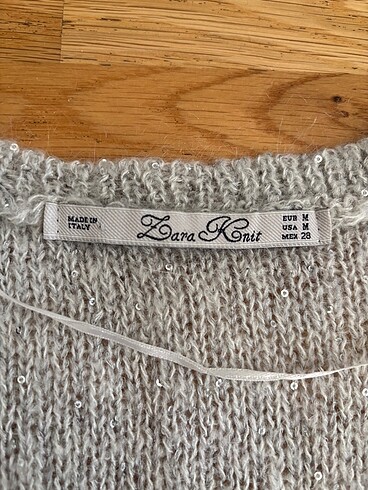 MADE IN
ITALY
Zara Knit
EUR M
USA M
MEX 28